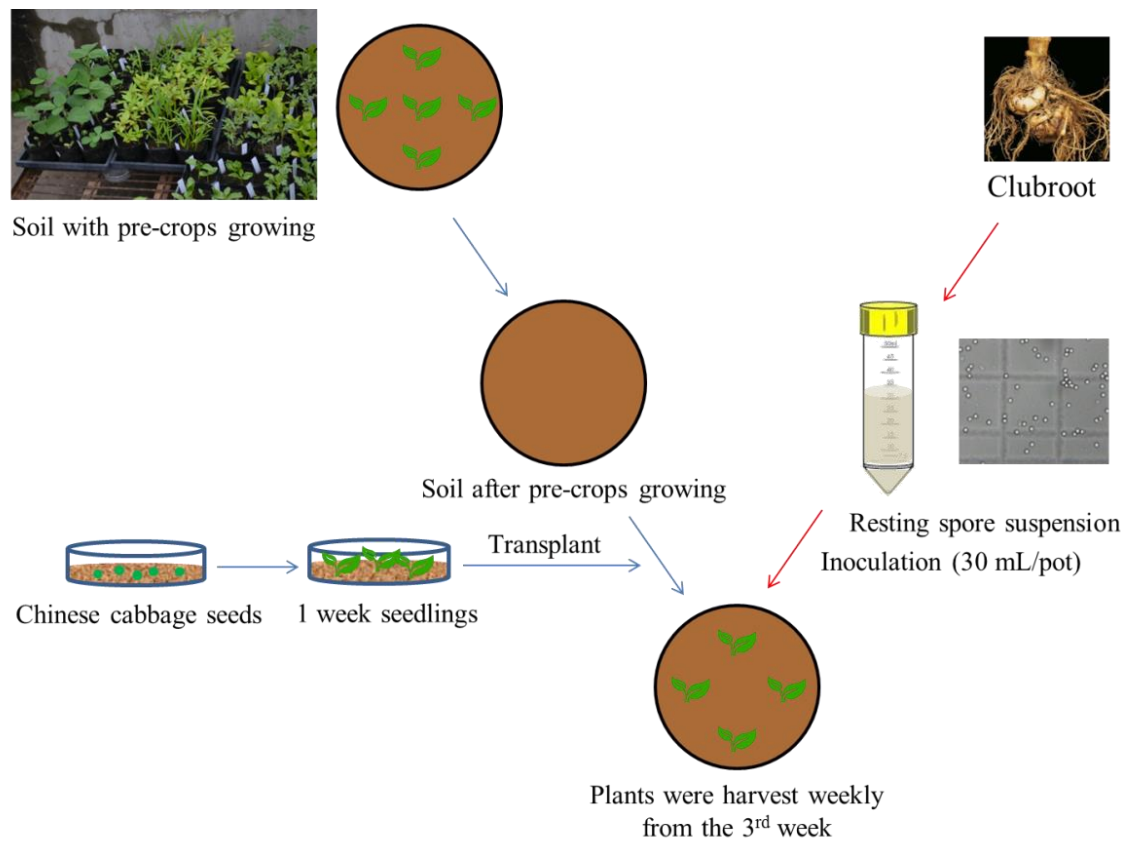 Soil with pre-crops growing
Clubroot
Soil after pre-crops growing
Resting spore suspension
Inoculation (30 mL/pot)
Transplant
Chinese cabbage seeds
1 week seedlings
Plants were harvest weekly
from the 3rd week